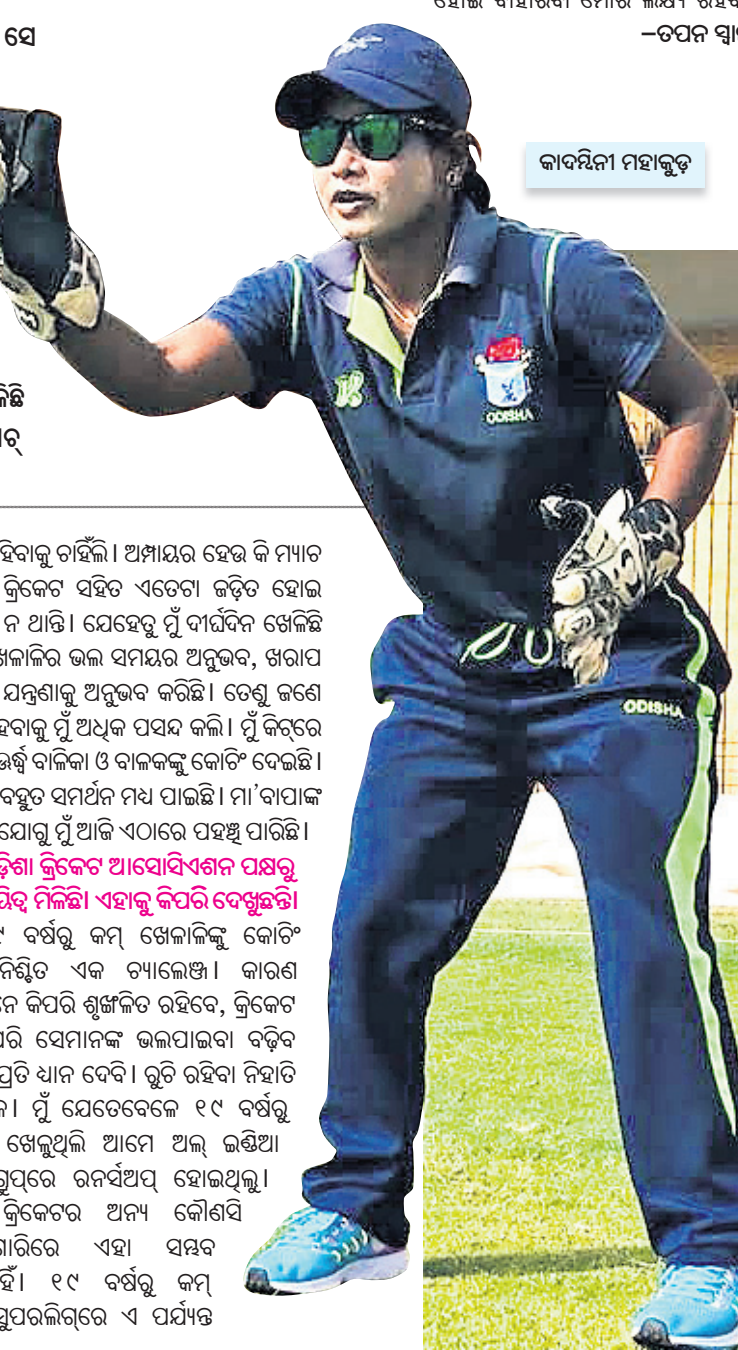 ହୋଇ ବାହାରିବା ମୋର ଲକ୍ଷ୍ୟ
–ତପନ
ସେ
କାଦମ୍ବିନୀ ମହାକୁଡ଼
ODISHA
ଚାହିଁଲି। ଅମ୍ପାୟର ହେଉ କି ମ୍ୟାଚ
କ୍ରିକେଟ ସହିତ ଏତେଟା ଜଡ଼ିତ ହୋଇ
ନ ଥାନ୍ତି। ଯେହେତୁ ମୁଁ ଦୀର୍ଘଦିନ ଖେଳିଛି
ଭଲ ସମୟର ଅନୁଭବ, ଖରାପ
ଯନ୍ତ୍ରଣାକୁ ଅନୁଭବ କରିଛି। ତେଣୁ ଜଣେ
ମୁଁ ଅଧିକ ପସନ୍ଦ କଲି। ମୁଁ କିଟ୍‌ରେ
ODISHA
ବାଳିକା ଓ ବାଳକଙ୍କୁ କୋଚିଂ ଦେଇଛି।
ବହୁତ ସମର୍ଥନ ମଧ୍ୟ ପାଇଛି। ମା'ବାପାଙ୍କ
ଯୋଗୁ ମୁଁ ଆଜି ଏଠାରେ ପହଞ୍ଚି ପାରିଛି।
କ୍ରିକେଟ ଆସୋସିଏଶନ ପକ୍ଷରୁ
ମିଳିଛି। ଏହାକୁ କିପରି ଦେଖୁଛନ୍ତି।
ବର୍ଷରୁ କମ୍ ଖେଳାଳିଙ୍କୁ କୋଚିଂ
ନିଶ୍ଚିତ ଏକ ଚ୍ୟାଲେଞ୍ଜ। କାରଣ
କିପରି ଶୃଙ୍ଖଳିତ ରହିବେ, କ୍ରିକେଟ
ସେମାନଙ୍କ ଭଲପାଇବା ବଢ଼ିବ
ପ୍ରତି ଧ୍ୟାନ ଦେବି। ରୁଚି ରହିବା ନିହାତି
ମୁଁ ଯେତେବେଳେ ୧୯ ବର୍ଷରୁ
ଖେଳୁଥିଲି ଆମେ ଅଲ୍ ଇଣ୍ଡିଆ
ରନର୍ସଅପ୍ ହୋଇଥିଲୁ।
କ୍ରିକେଟର ଅନ୍ୟ କୌଣସି
ଏହା ସମ୍ଭବ
୧୯ ବର୍ଷରୁ କମ୍
ସୁପରଲିଗ୍‌ରେ ଏ ପର୍ଯ୍ୟନ୍ତ